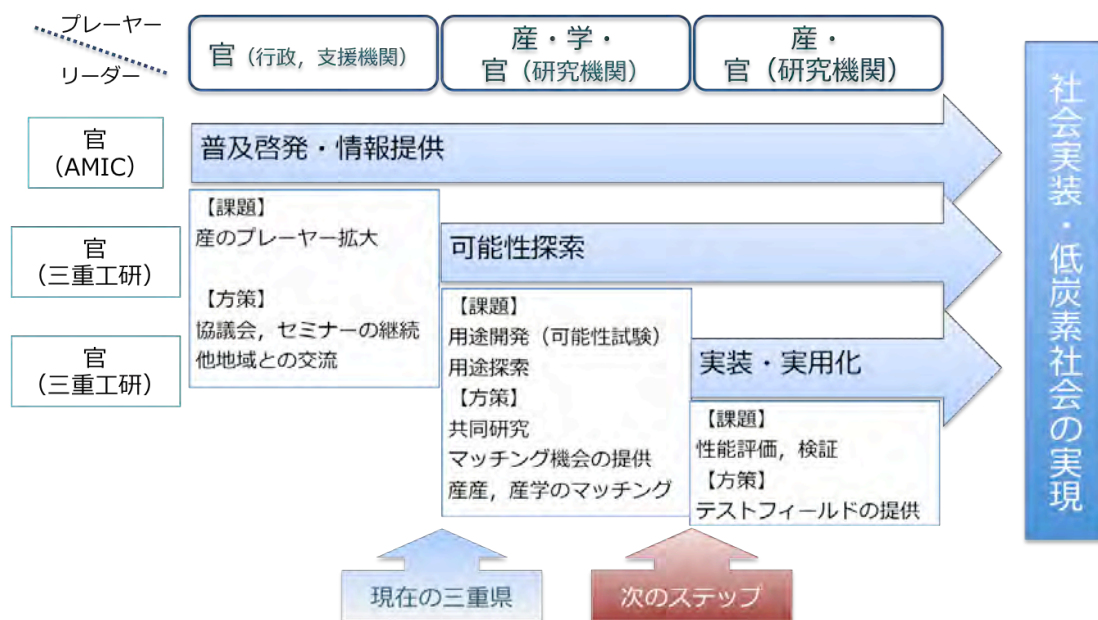 プレーヤー
リーダー
官（行政，支援機関）
産・学・
官（研究機関）
産・
官（研究機関）
官
（AMIC）
普及啓発・情報提供
【課題】
産のプレーヤー拡大
【方策】
協議会，セミナーの継続
他地域との交流
官
（三重工研）
可能性探索
【課題】
用途開発（可能性試験）
用途探索
【方策】
共同研究
マッチング機会の提供
産産，産学のマッチング
官
（三重工研）
実装・実用化
【課題】
性能評価，検証
【方策】
テストフィールドの提供
現在の三重県
次のステップ
社会実装・低炭素社会の実現